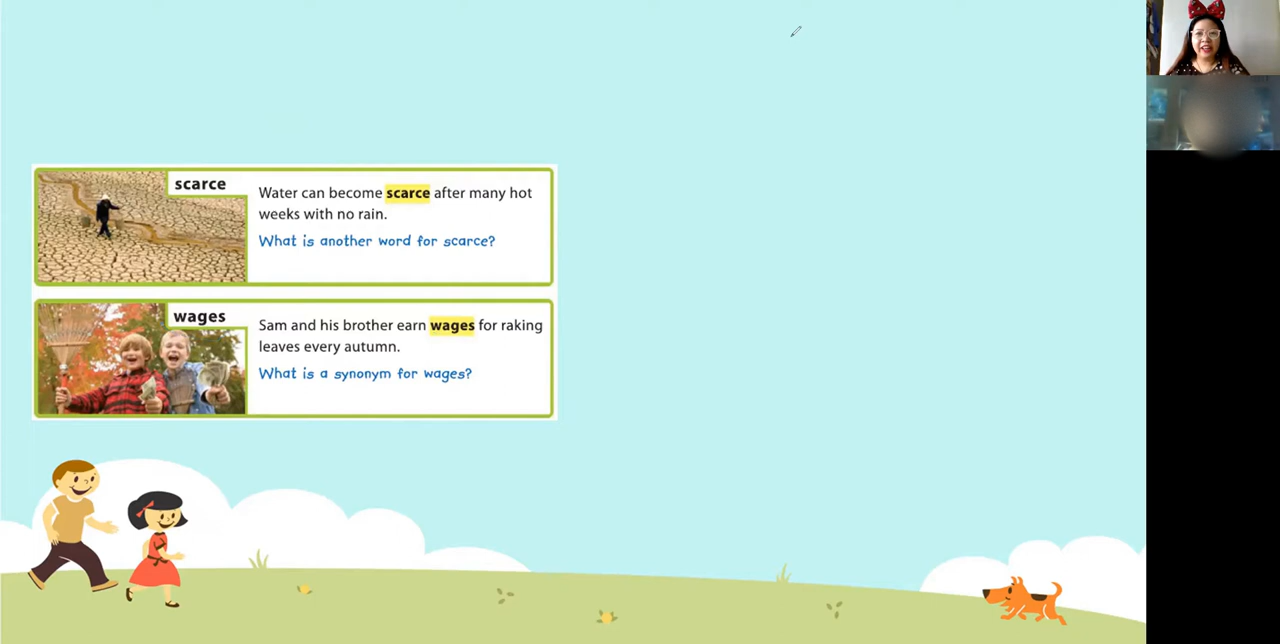 scarce
Water can become scarce after many hot
weeks with no rain.
What is another word for scarce?
wages
Sam and his brother earn wages for raking
leaves every autumn.
What is a synonym for wages?